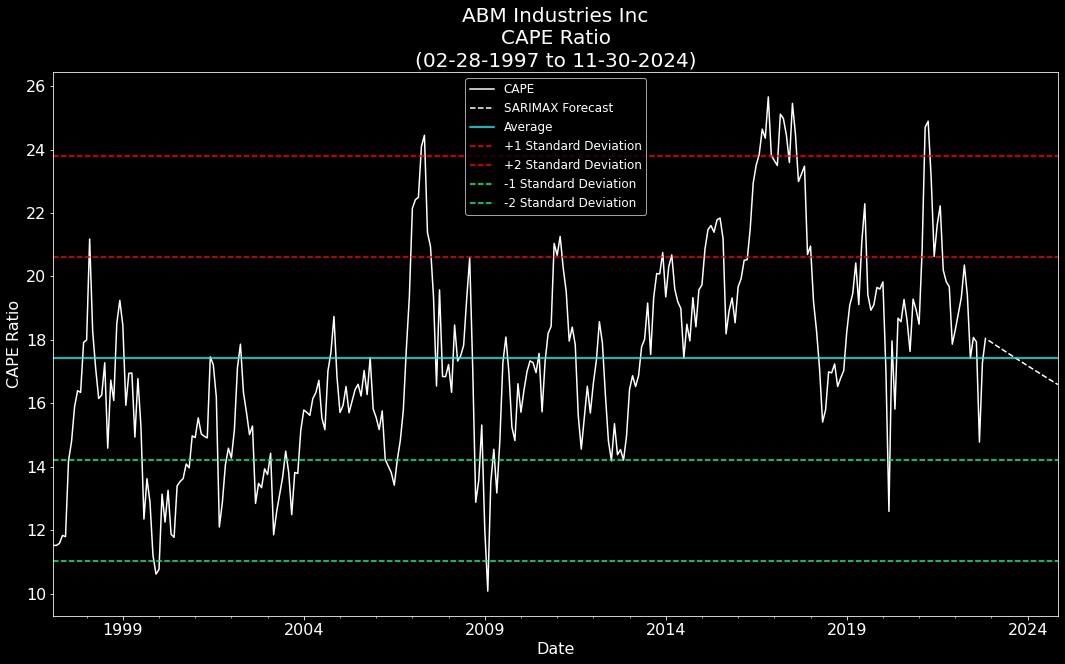 ABM Industries Inc
CAPE Ratio
(02-28-1997 to 11-30-2024)
CAPE
SARIMAX Forecast
Average
+1 Standard Deviation
+2 Standard Deviation
-1 Standard Deviation
-2 Standard Deviation
26
24
22
20
18
16
14
12
10
CAPE Ratio
1999 2004 2009 2014 2019 2024
Date